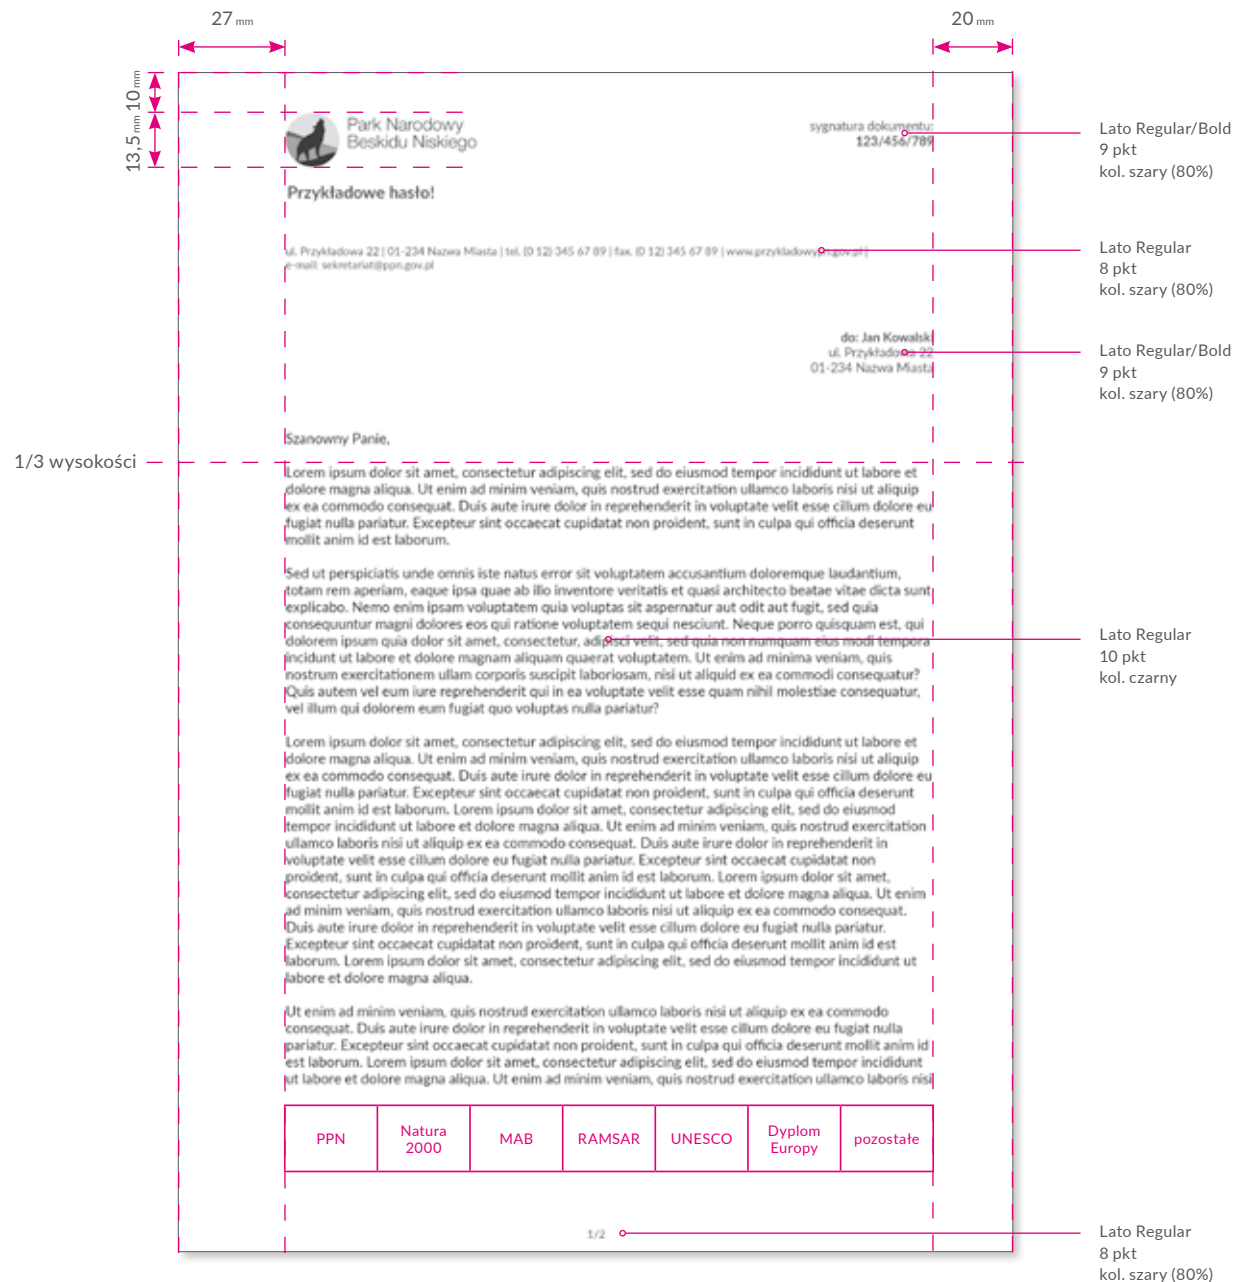 27 mm
20 mm
10 mm
13,5 mm
Park Narodowy
Beskidu Niskiego
sygnatura dokumentu:
123/456/789
Lato Regular/Bold
9 pkt
kol. szary (80%)
Przykładowe hasło!
ul. Przykładowa 22 | 01-234 Nazwa Miasta | tel. (0 12) 345 67 89 | fax. (0 12) 345 67 89 | www.przykladowypn.gov.pl |
e-mail: sekretariat@ppn.gov.pl
Lato Regular
8 pkt
kol. szary (80%)
do: Jan Kowalski
ul. Przykładowa 22
01-234 Nazwa Miasta
Lato Regular/Bold
9 pkt
kol. szary (80%)
Szanowny Panie,
1/3 wysokości
Lorem ipsum dolor sit amet, consectetur adipiscing elit, sed do eiusmod tempor incididunt ut labore et
dolore magna aliqua. Ut enim ad minim veniam, quis nostrud exercitation ullamco laboris nisi ut aliquip
ex ea commodo consequat. Duis aute irure dolor in reprehenderit in voluptate velit esse cillum dolore eu
fugiat nulla pariatur. Excepteur sint occaecat cupidatat non proident, sunt in culpa qui officia deserunt
mollit anim id est laborum.
Sed ut perspiciatis unde omnis iste natus error sit voluptatem accusantium doloremque laudantium,
totam rem aperiam, eaque ipsa quae ab illo inventore veritatis et quasi architecto beatae vitae dicta sunt
explicabo. Nemo enim ipsam voluptatem quia voluptas sit aspernatur aut odit aut fugit, sed quia
consequuntur magni dolores eos qui ratione voluptatem sequi nesciunt. Neque porro quisquam est, qui
dolorem ipsum quia dolor sit amet, consectetur, adipisci velit, sed quia non numquam eius modi tempora
incidunt ut labore et dolore magnam aliquam quaerat voluptatem. Ut enim ad minima veniam, quis
nostrum exercitationem ullam corporis suscipit laboriosam, nisi ut aliquid ex ea commodi consequatur?
Quis autem vel eum iure reprehenderit qui in ea voluptate velit esse quam nihil molestiae consequatur,
vel illum qui dolorem eum fugiat quo voluptas nulla pariatur?
Lato Regular
10 pkt
kol. czarny
Lorem ipsum dolor sit amet, consectetur adipiscing elit, sed do eiusmod tempor incididunt ut labore et
dolore magna aliqua. Ut enim ad minim veniam, quis nostrud exercitation ullamco laboris nisi ut aliquip
ex ea commodo consequat. Duis aute irure dolor in reprehenderit in voluptate velit esse cillum dolore eu
fugiat nulla pariatur. Excepteur sint occaecat cupidatat non proident, sunt in culpa qui officia deserunt
mollit anim id est laborum. Lorem ipsum dolor sit amet, consectetur adipiscing elit, sed do eiusmod
tempor incididunt ut labore et dolore magna aliqua. Ut enim ad minim veniam, quis nostrud exercitation
ullamco laboris nisi ut aliquip ex ea commodo consequat. Duis aute irure dolor in reprehenderit in
voluptate velit esse cillum dolore eu fugiat nulla pariatur. Excepteur sint occaecat cupidatat non
proident, sunt in culpa qui officia deserunt mollit anim id est laborum. Lorem ipsum dolor sit amet,
consectetur adipiscing elit, sed do eiusmod tempor incididunt ut labore et dolore magna aliqua. Ut enim
ad minim veniam, quis nostrud exercitation ullamco laboris nisi ut aliquip ex ea commodo consequat.
Duis aute irure dolor in reprehenderit in voluptate velit esse cillum dolore eu fugiat nulla pariatur.
Excepteur sint occaecat cupidatat non proident, sunt in culpa qui officia deserunt mollit anim id est
laborum. Lorem ipsum dolor sit amet, consectetur adipiscing elit, sed do eiusmod tempor incididunt ut
labore et dolore magna aliqua.
Ut enim ad minim veniam, quis nostrud exercitation ullamco laboris nisi ut aliquip ex ea commodo
consequat. Duis aute irure dolor in reprehenderit in voluptate velit esse cillum dolore eu fugiat nulla
pariatur. Excepteur sint occaecat cupidatat non proident, sunt in culpa qui officia deserunt mollit anim id
est laborum. Lorem ipsum dolor sit amet, consectetur adipiscing elit, sed do eiusmod tempor incididunt
ut labore et dolore magna aliqua. Ut enim ad minim veniam, quis nostrud exercitation ullamco laboris nisi
PPN
Natura
2000
MAB
RAMSAR
UNESCO
Dyplom
Europy
pozostałe
1/2
Lato Regular
8 pkt
kol. szary (80%)